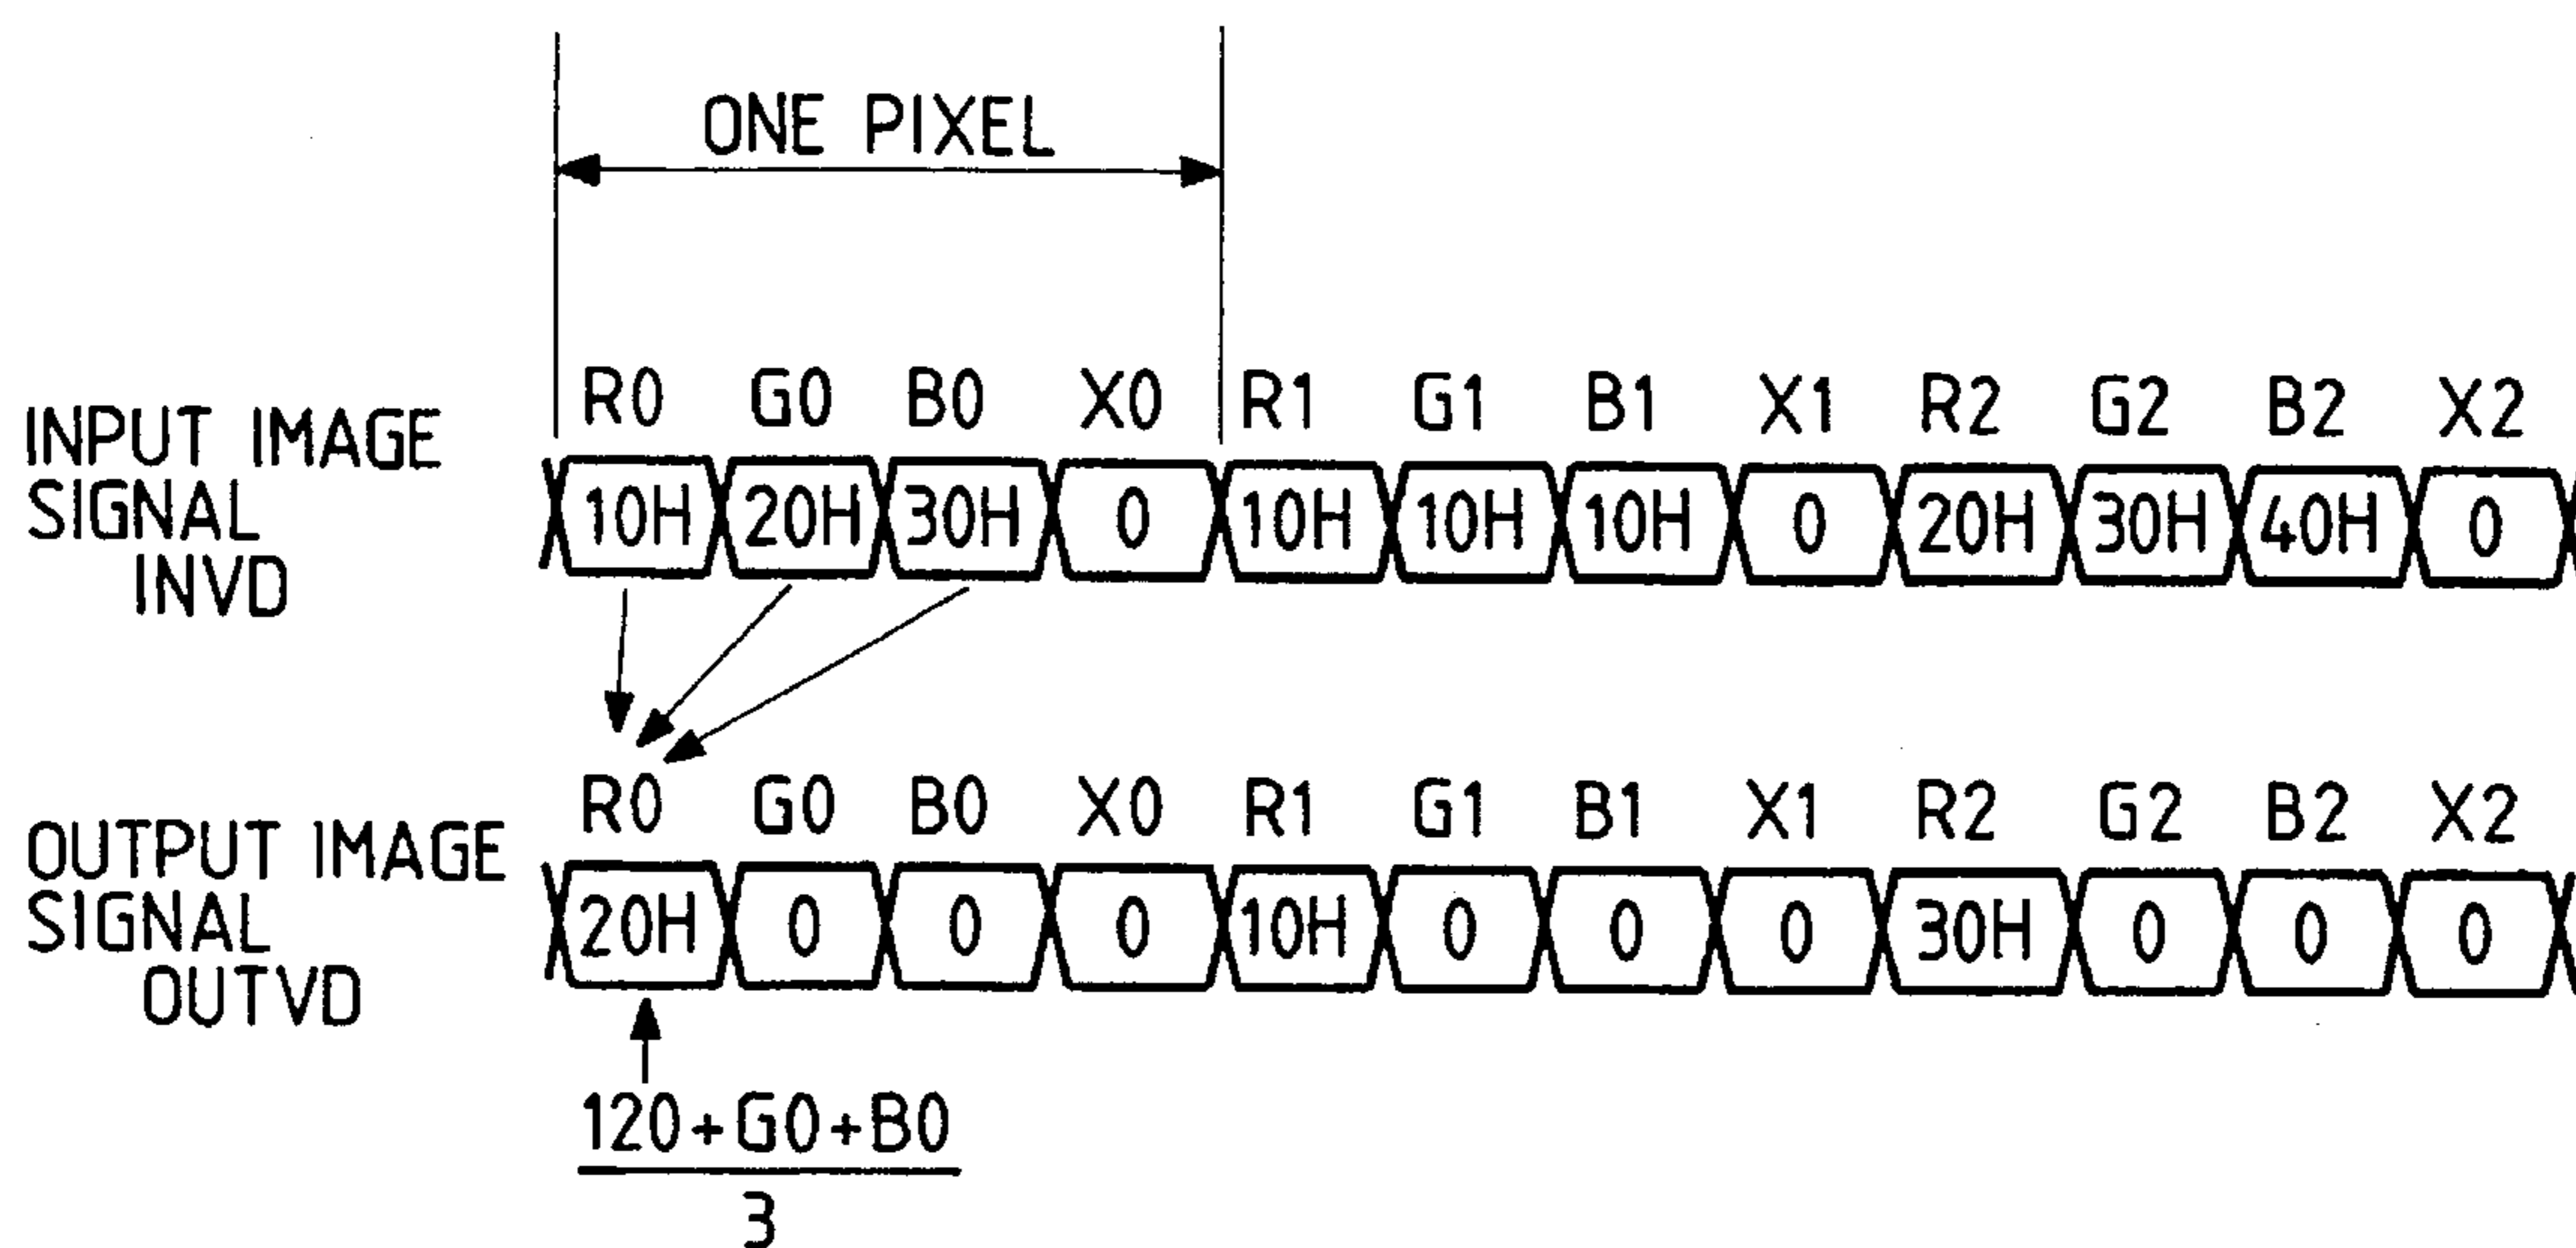 ONE PIXEL
R0 G0 B0 X0 R1 G1 B1 X1 R2 G2 B2 X2
INPUT IMAGE
SIGNAL
INVD
10H 20H 30H 0 10H 10H 10H 0 20H 30H 40H 0
R0 G0 B0 X0 R1 G1 B1 X1 R2 G2 B2 X2
OUTPUT IMAGE
SIGNAL
OUTVD
20H 0 0 0 10H 0 0 0 30H 0 0 0
120+G0+B0
3